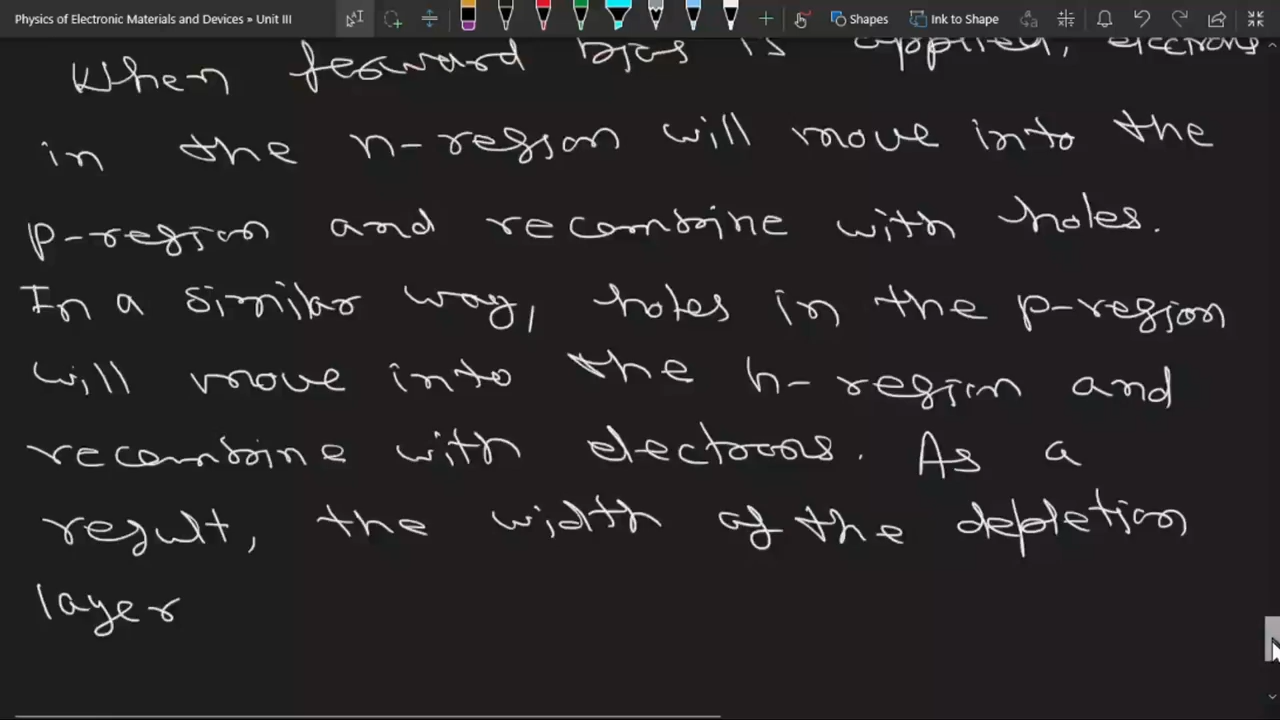 Physics of Electronic Materials and Devices » Unit III
Shapes
Ink to Shape
When forward bias is applied, electrons
in the n-region will move into the
p-region and recombine with holes.
In a similar way, holes in the p-region
will move into the n-region and
recombine with electrons. As a
result, the width of the depletion
layer